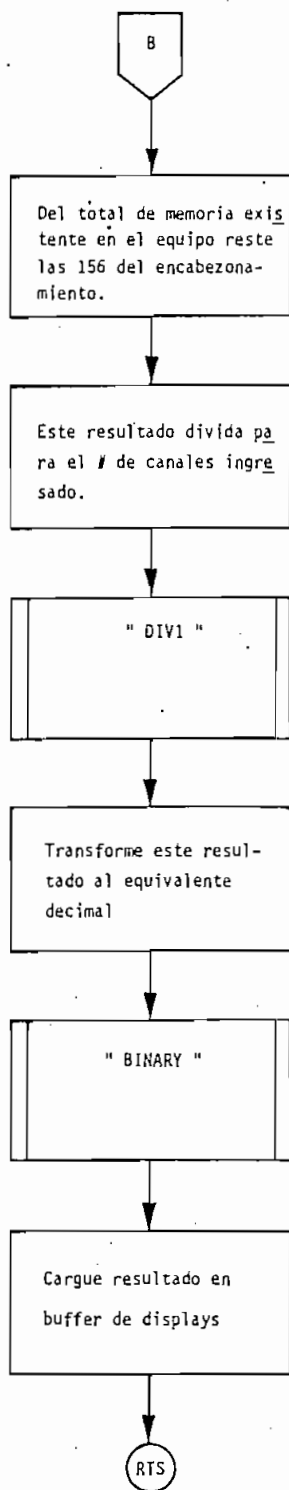 B
Del total de memoria exis
tente en el equipo reste
las 156 del encabezona-
miento.
Este resultado divida pa
ra el # de canales ingre
sado.
" DIV1 "
Transforme este resul-
tado al equivalente
decimal
" BINARY "
Cargue resultado en
buffer de displays
RTS